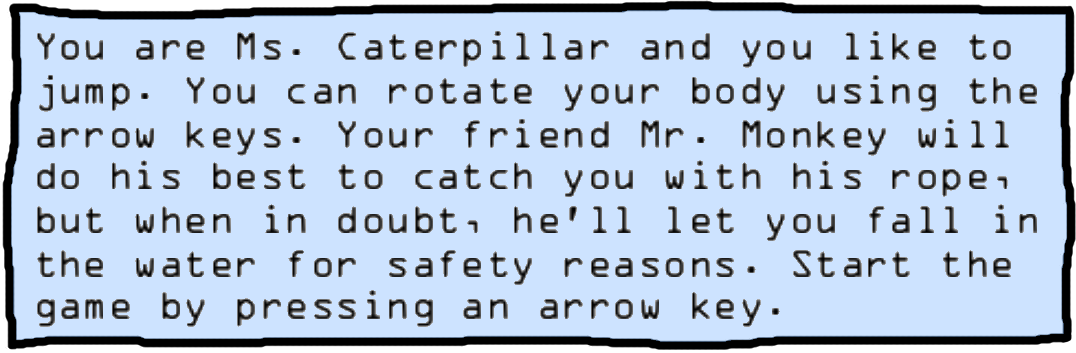 You are Ms. Caterpillar and you like to
jump. You can rotate your body using the
arrow keys. Your friend Mr. Monkey will
do his best to catch you with his rope,
but when in doubt, he'll let you fall in
the water for safety reasons. Start the
game by pressing an arrow key.